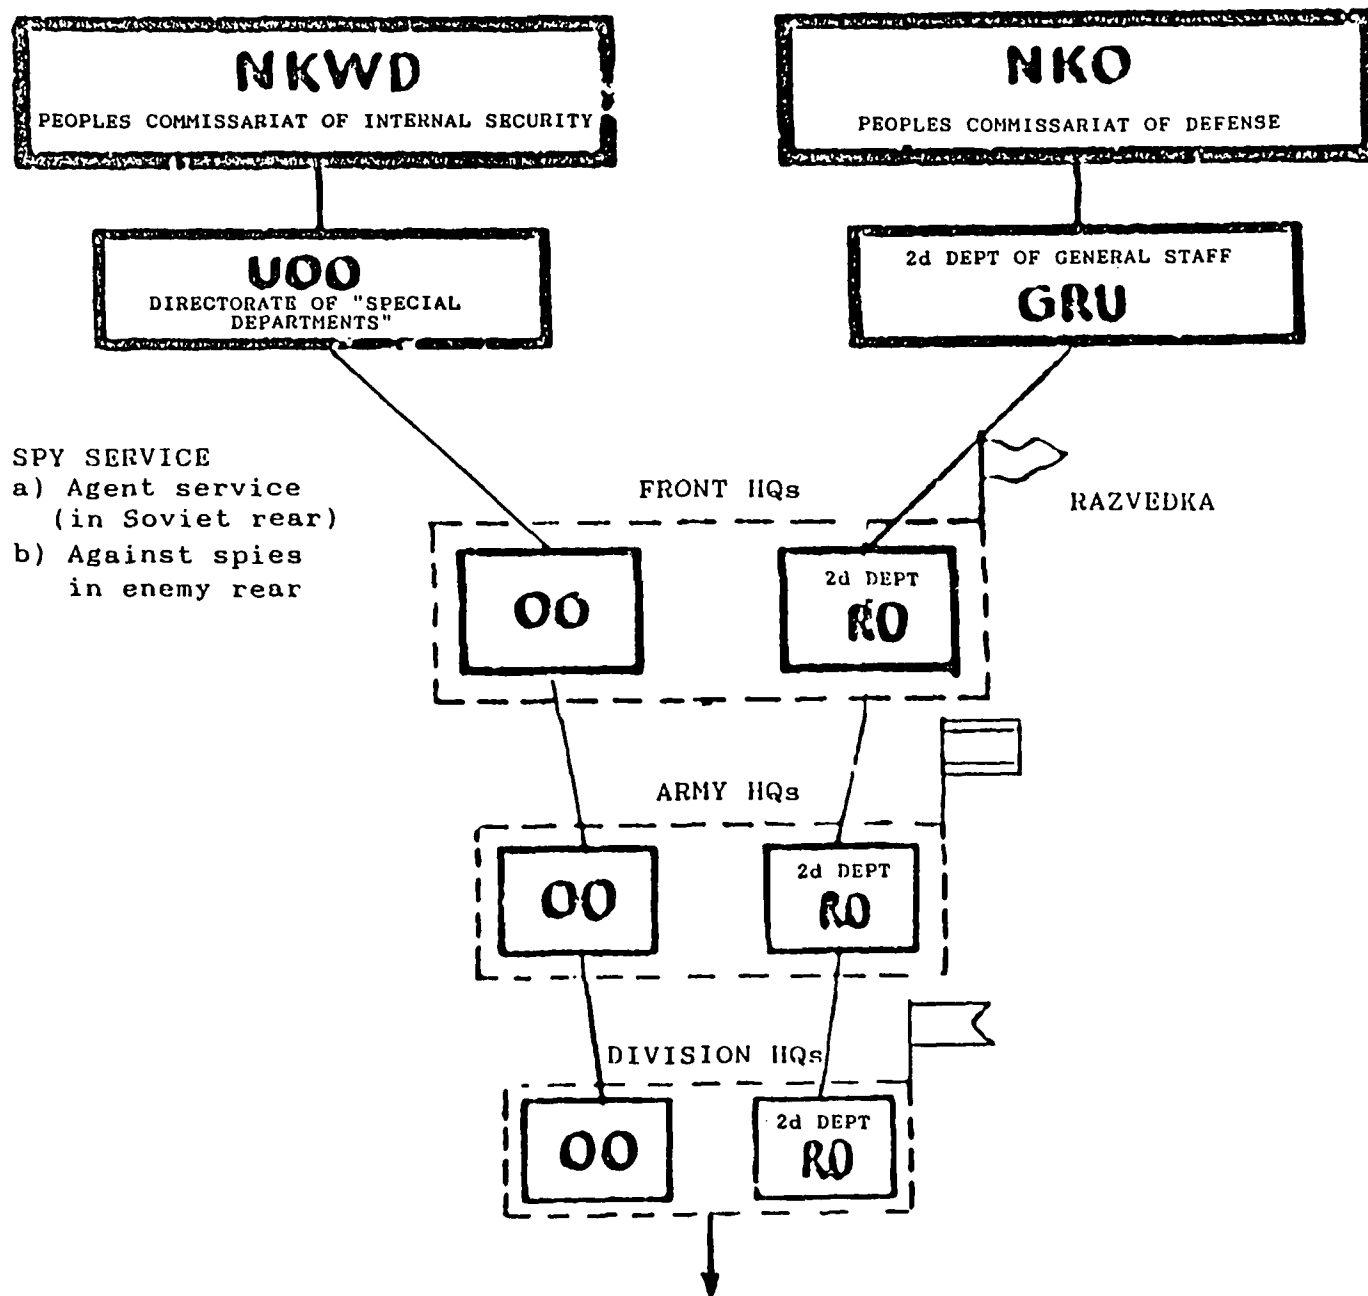 NKWD
PEOPLES COMMISSARIAT OF INTERNAL SECURITY
NKO
PEOPLES COMMISSARIAT OF DEFENSE
UOO
DIRECTORATE OF "SPECIAL
DEPARTMENTS"
2d DEPT OF GENERAL STAFF
GRU
SPY SERVICE
a) Agent service
(in Soviet rear)
b) Against spies
in enemy rear
FRONT HQs
RAZVEDKA
OO
2d DEPT
RO
ARMY HQs
OO
2d DEPT
RO
DIVISION HQs
OO
2d DEPT
RO